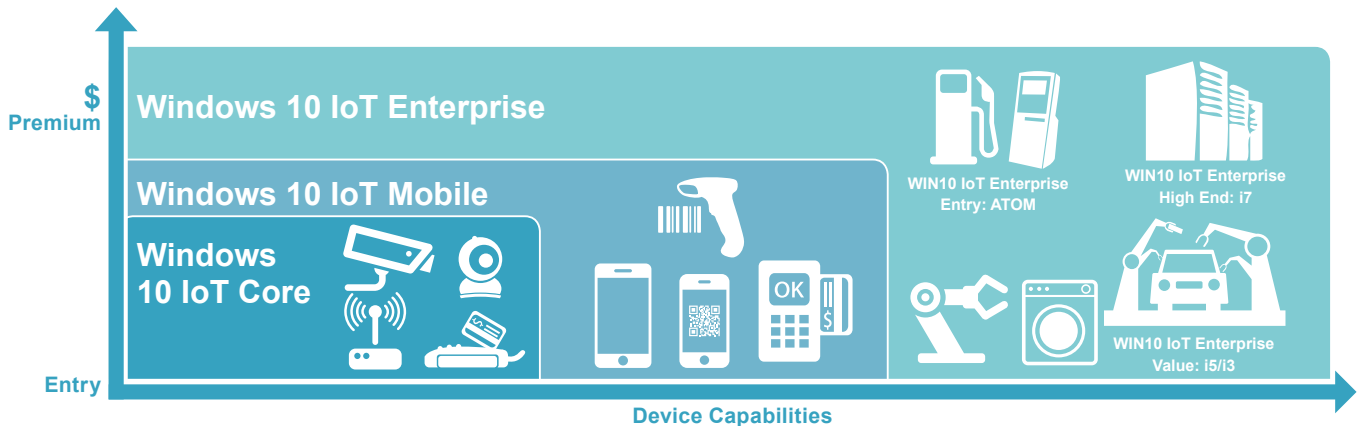 $
Premium
Windows 10 IoT Enterprise
WIN10 IoT Enterprise
Entry: ATOM
WIN10 IoT Enterprise
High End: i7
Windows 10 IoT Mobile
Windows
10 IoT Core
OK
$
WIN10 IoT Enterprise
Value: i5/i3
Entry
Device Capabilities